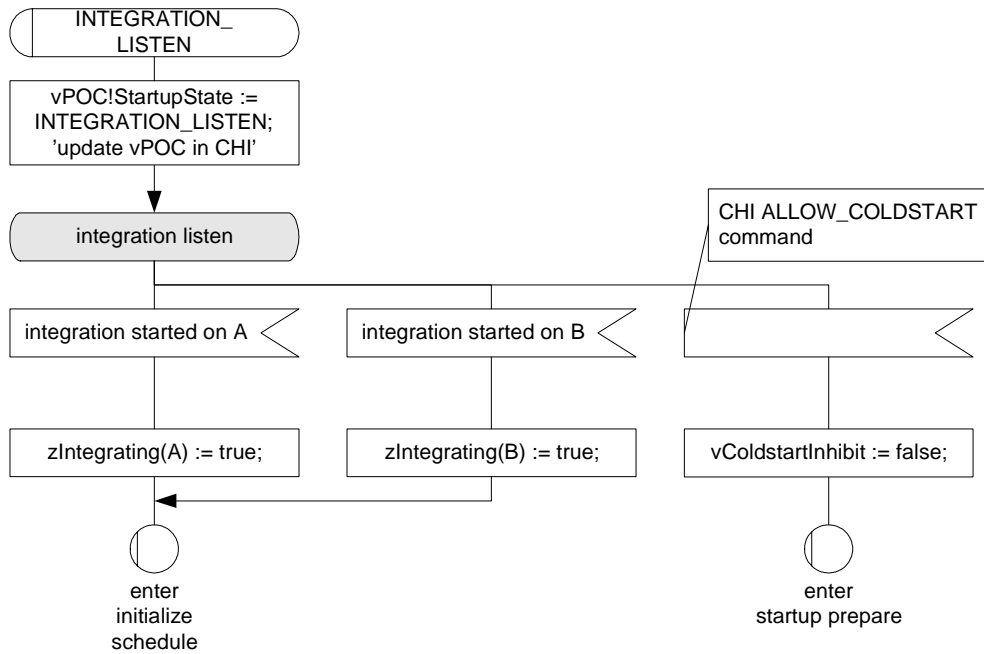 INTEGRATION_
LISTEN
vPOC!StartupState :=
INTEGRATION_LISTEN;
’update vPOC in CHI’
integration listen
CHI ALLOW_COLDSTART
command
integration started on A
integration started on B
zIntegrating(A) := true;
zIntegrating(B) := true;
vColdstartInhibit := false;
enter
initialize
schedule
enter
startup prepare